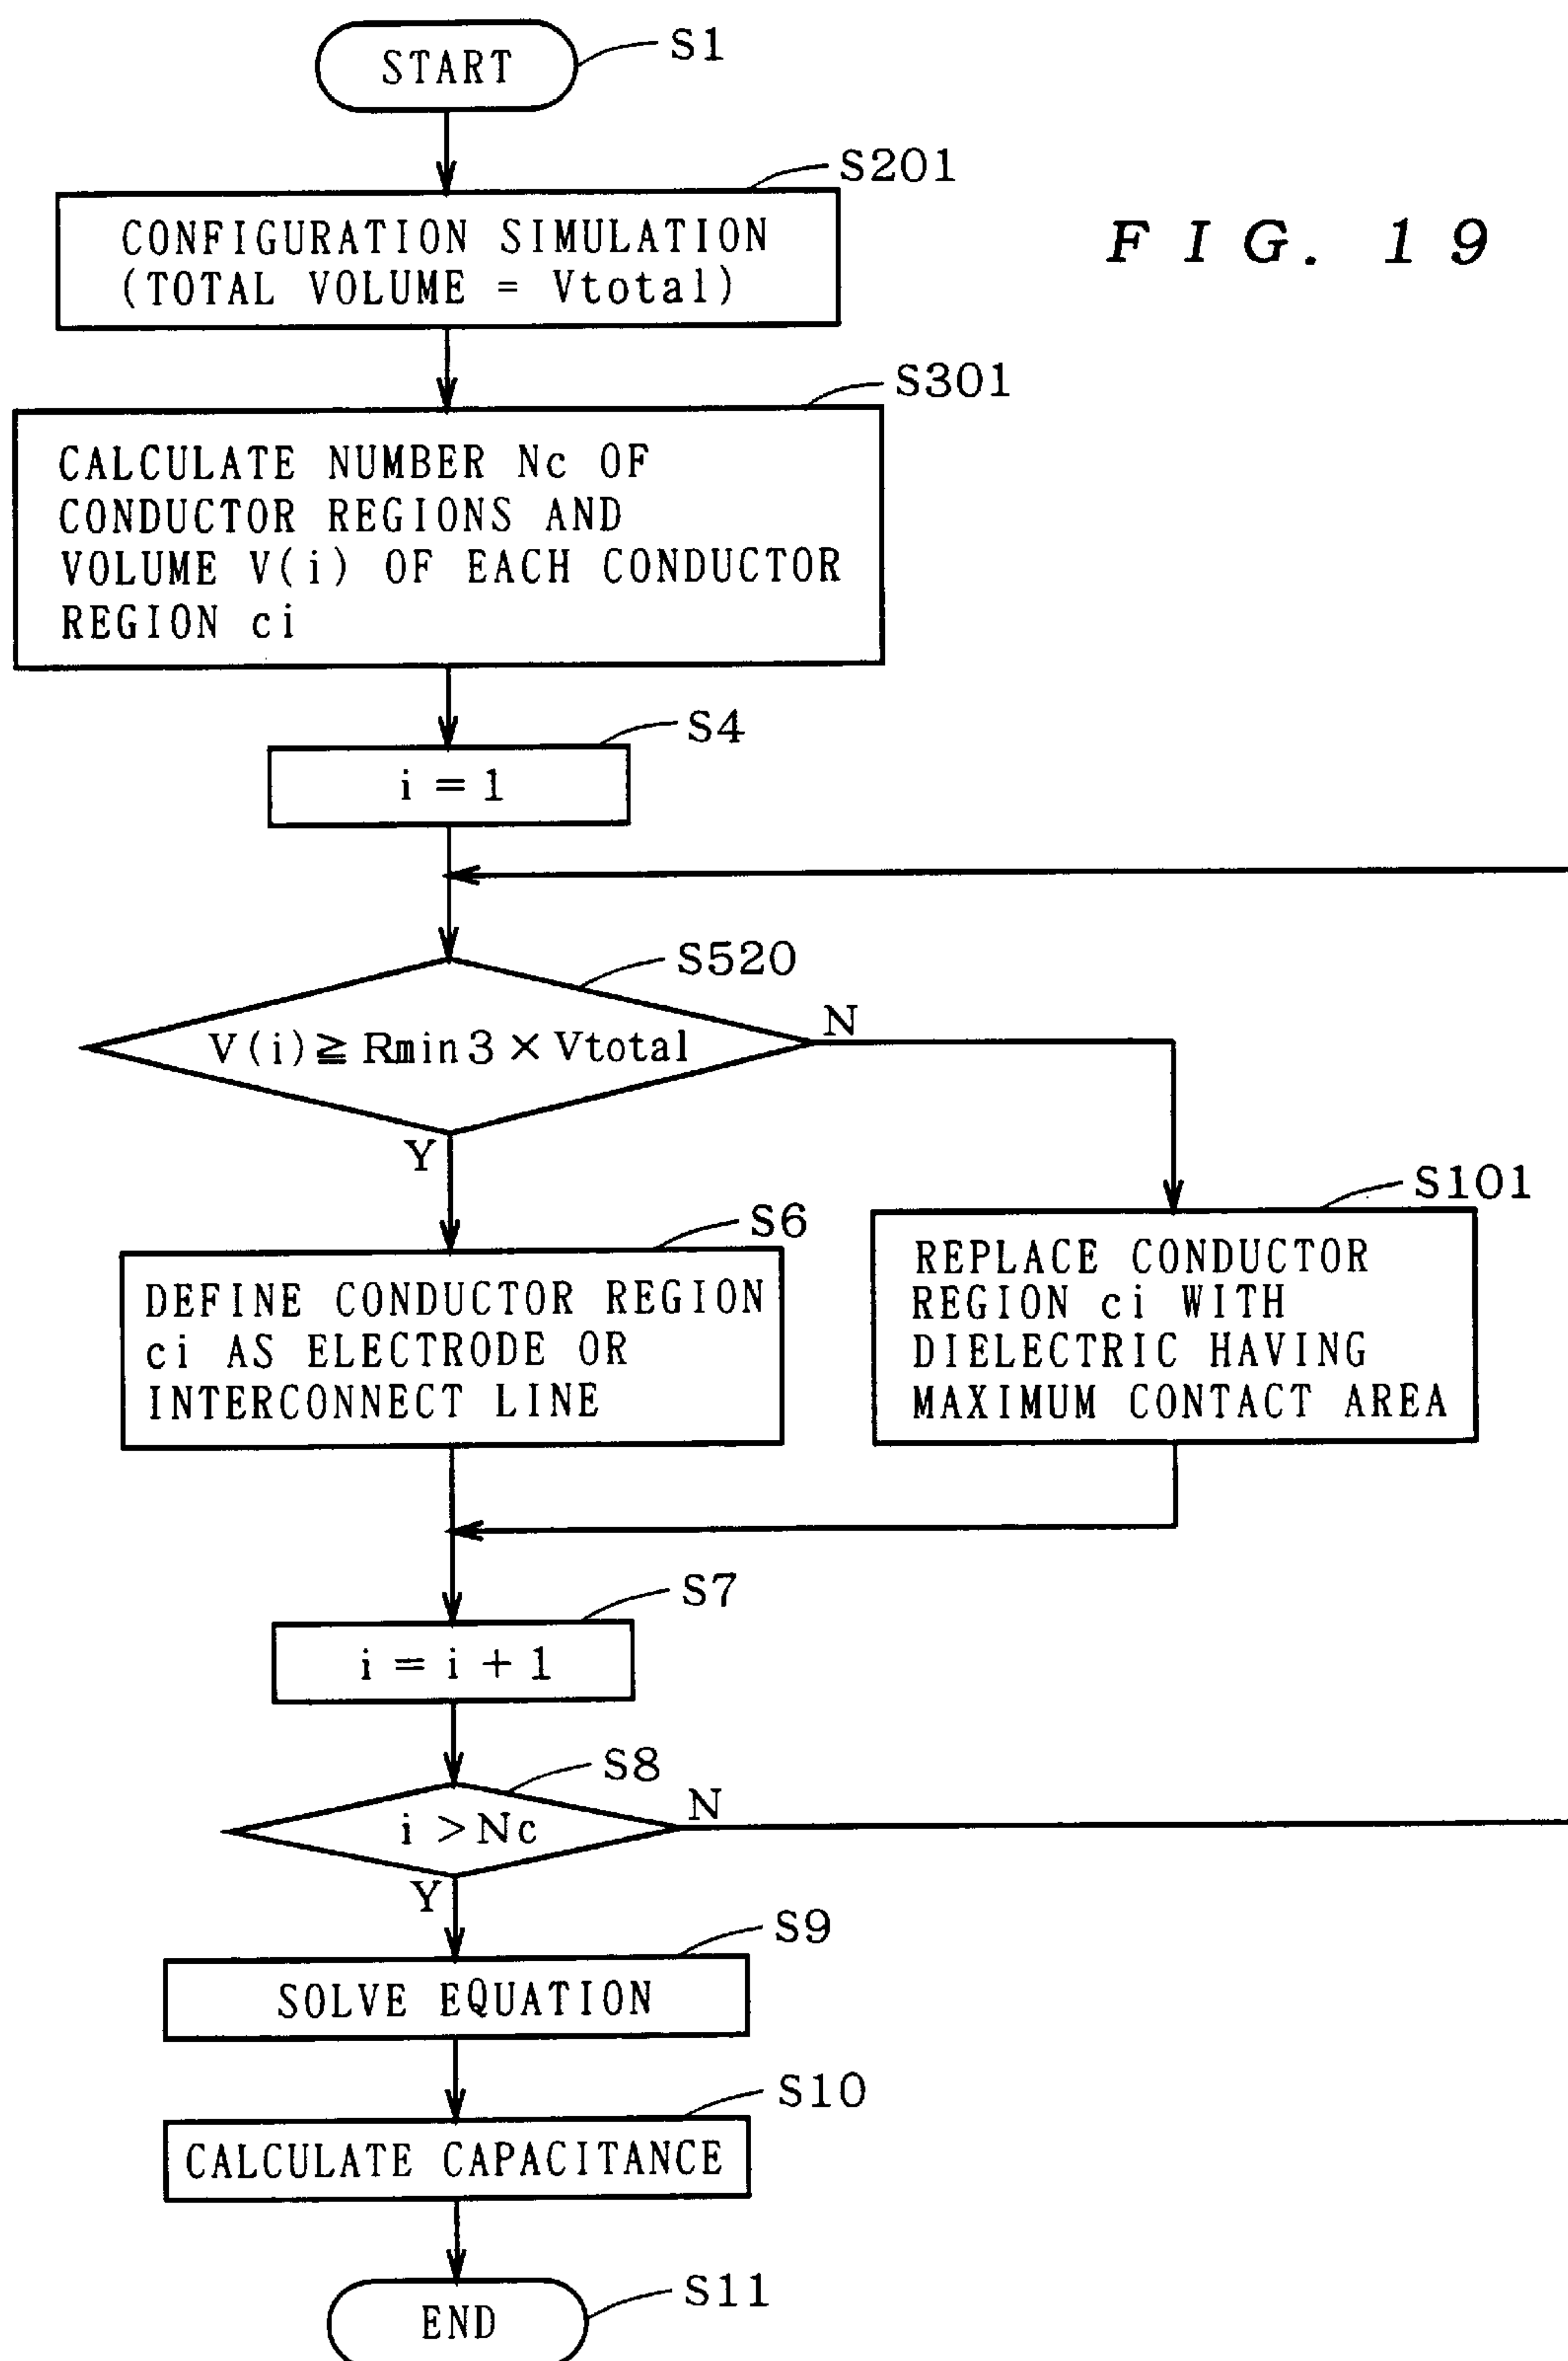 START
S1
S201
CONFIGURATION SIMULATION
(TOTAL VOLUME = Vtotal)
FIG. 19
S301
CALCULATE NUMBER Nc OF
CONDUCTOR REGIONS AND
VOLUME V(i) OF EACH CONDUCTOR
REGION ci
S4
i = 1
S520
V(i) ≧ Rmin3 × Vtotal
N
Y
S6
DEFINE CONDUCTOR REGION
ci AS ELECTRODE OR
INTERCONNECT LINE
S101
REPLACE CONDUCTOR
REGION ci WITH
DIELECTRIC HAVING
MAXIMUM CONTACT AREA
S7
i = i + 1
S8
i > Nc
N
Y
S9
SOLVE EQUATION
S10
CALCULATE CAPACITANCE
S11
END